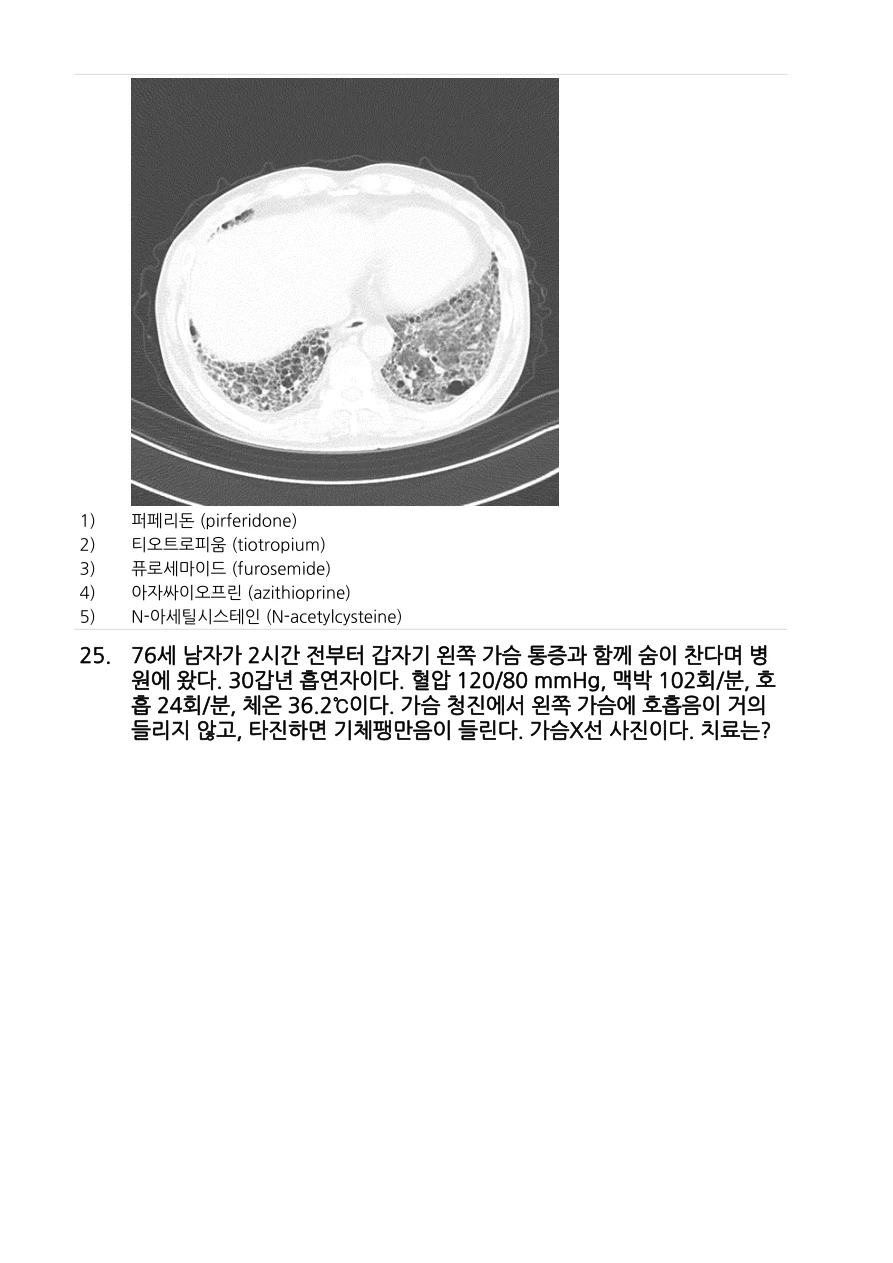 1) 퍼페리돈 (pirferidone)
2) 티오트로피움 (tiotropium)
3) 퓨로세마이드 (furosemide)
4) 아자싸이오프린 (azithioprine)
5) N-아세틸시스테인 (N-acetylcysteine)
25. 76세 남자가 2시간 전부터 갑자기 왼쪽 가슴 통증과 함께 숨이 찬다며 병
원에 왔다. 30갑년 흡연자이다. 혈압 120/80 mmHg, 맥박 102회/분, 호
흡 24회/분, 체온 36.2℃이다. 가슴 청진에서 왼쪽 가슴에 호흡음이 거의
들리지 않고, 타진하면 기체팽만음이 들린다. 가슴X선 사진이다. 치료는?